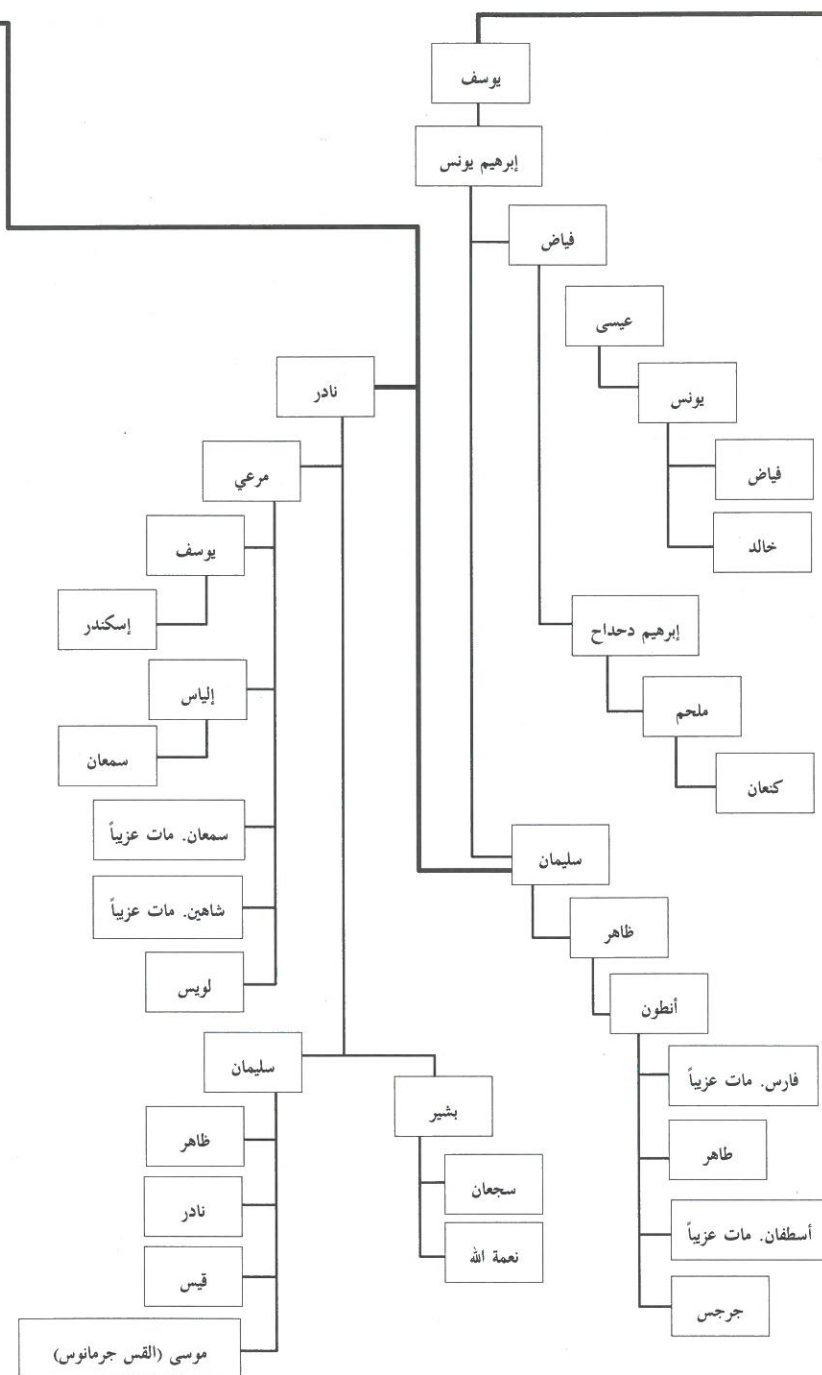 يوسف
إبرهيم يونس
فياض
عيسى
يونس
فياض
خالد
إبرهيم دحداح
ملحم
كنعان
سليمان
ظاهر
أنطون
فارس. مات عزيباً
طاهر
أسطفان. مات عزيباً
جرجس
نادر
مرعي
يوسف
إسكندر
إلياس
سمعان
سمعان. مات عزيباً
شاهين. مات عزيباً
لويس
سليمان
ظاهر
نادر
قيس
موسى (القس جرمانوس)
بشير
سجعان
نعمة الله